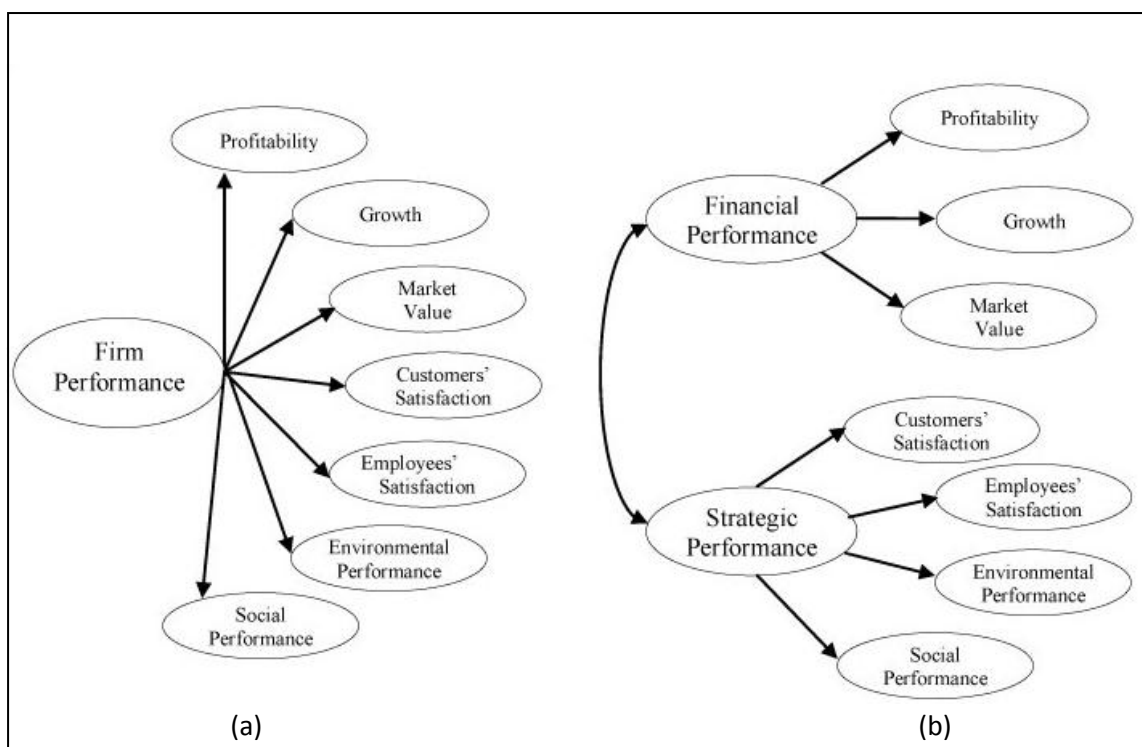 Profitability
Growth
Market
Value
Firm
Performance
Customers'
Satisfaction
Employees'
Satisfaction
Environmental
Performance
Social
Performance
(a)
Profitability
Financial
Performance
Growth
Market
Value
Customers'
Satisfaction
Employees'
Satisfaction
Strategic
Performance
Environmental
Performance
Social
Performance
(b)